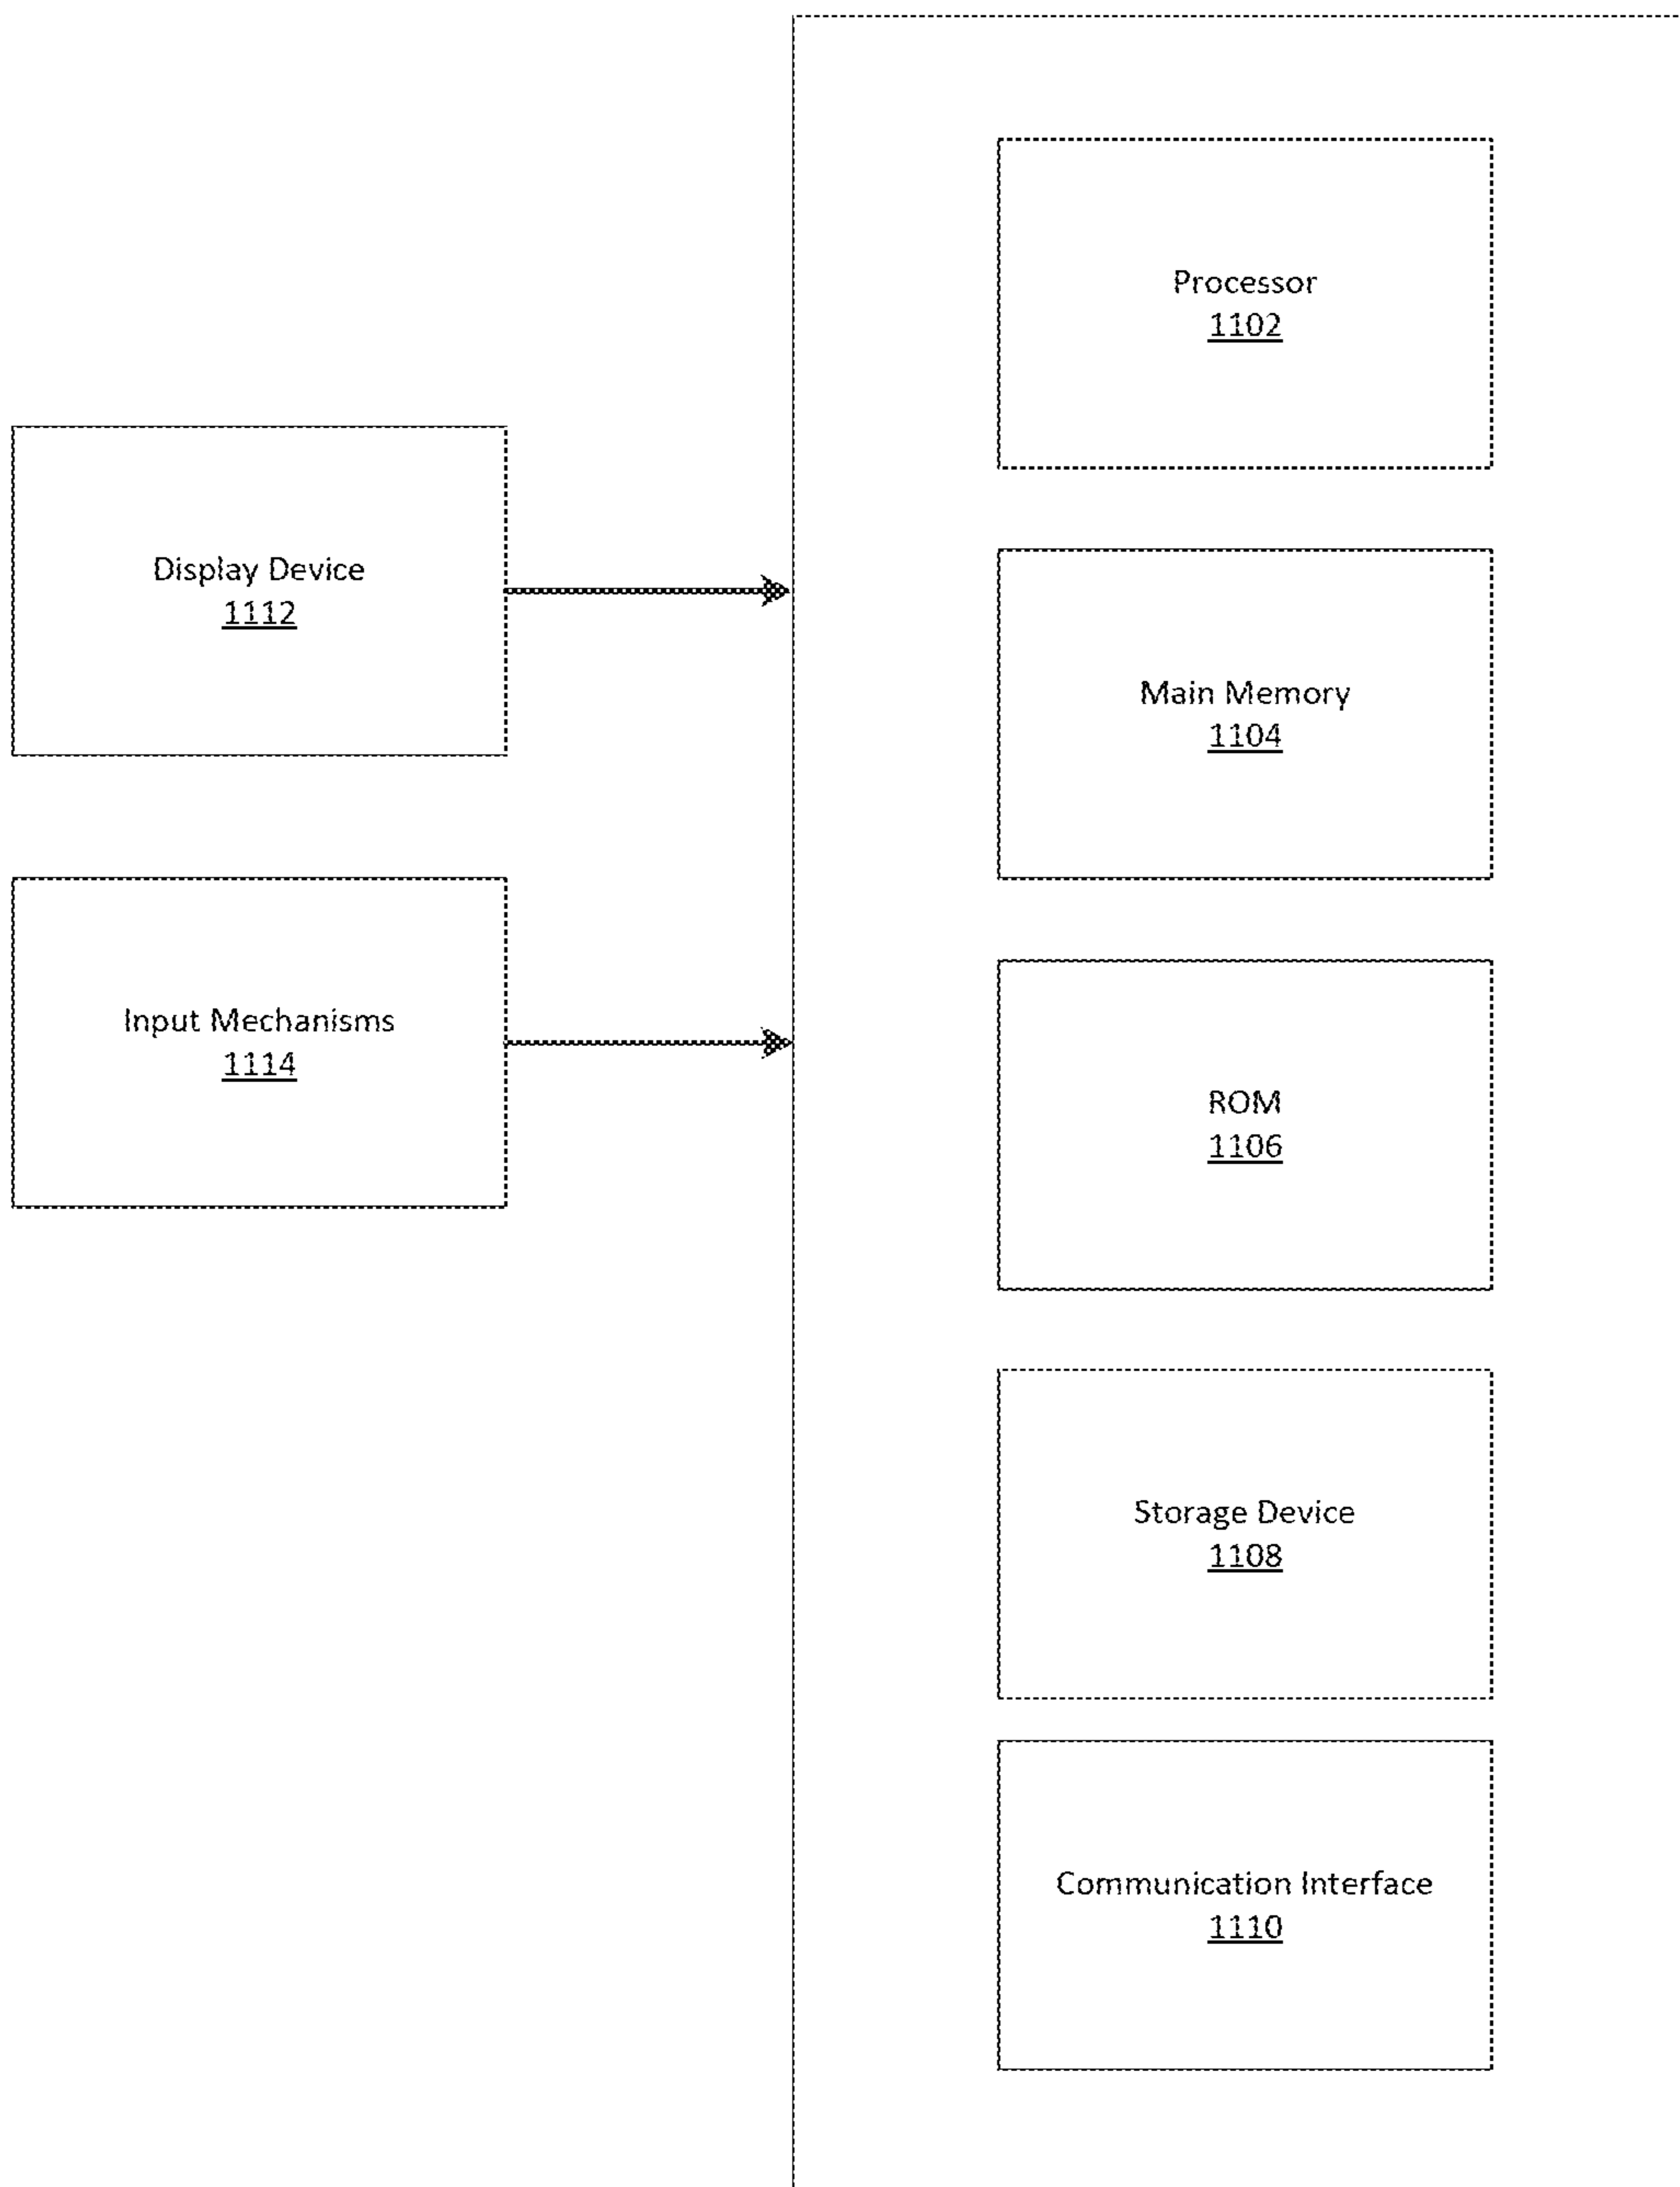 Processor
1102
Display Device
1112
Main Memory
1104
Input Mechanisms
1114
ROM
1106
Storage Device
1108
Communication Interface
1110